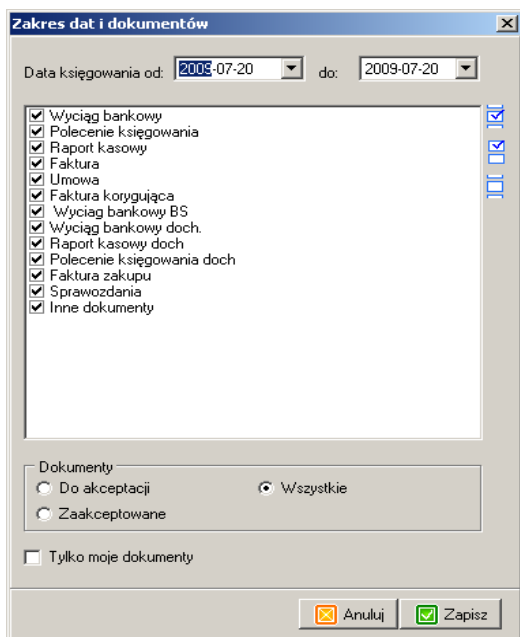 Zakres dat i dokumentów
Data księgowania od: 2009-07-20 do: 2009-07-20
Wyciąg bankowy
Polecenie księgowania
Raport kasowy
Faktura
Umowa
Faktura korygująca
Wyciag bankowy BS
Wyciąg bankowy doch.
Raport kasowy doch
Polecenie księgowania doch
Faktura zakupu
Sprawozdania
Inne dokumenty
Dokumenty
Do akceptacji Wszystkie
Zaakceptowane
Tylko moje dokumenty
Anuluj Zapisz